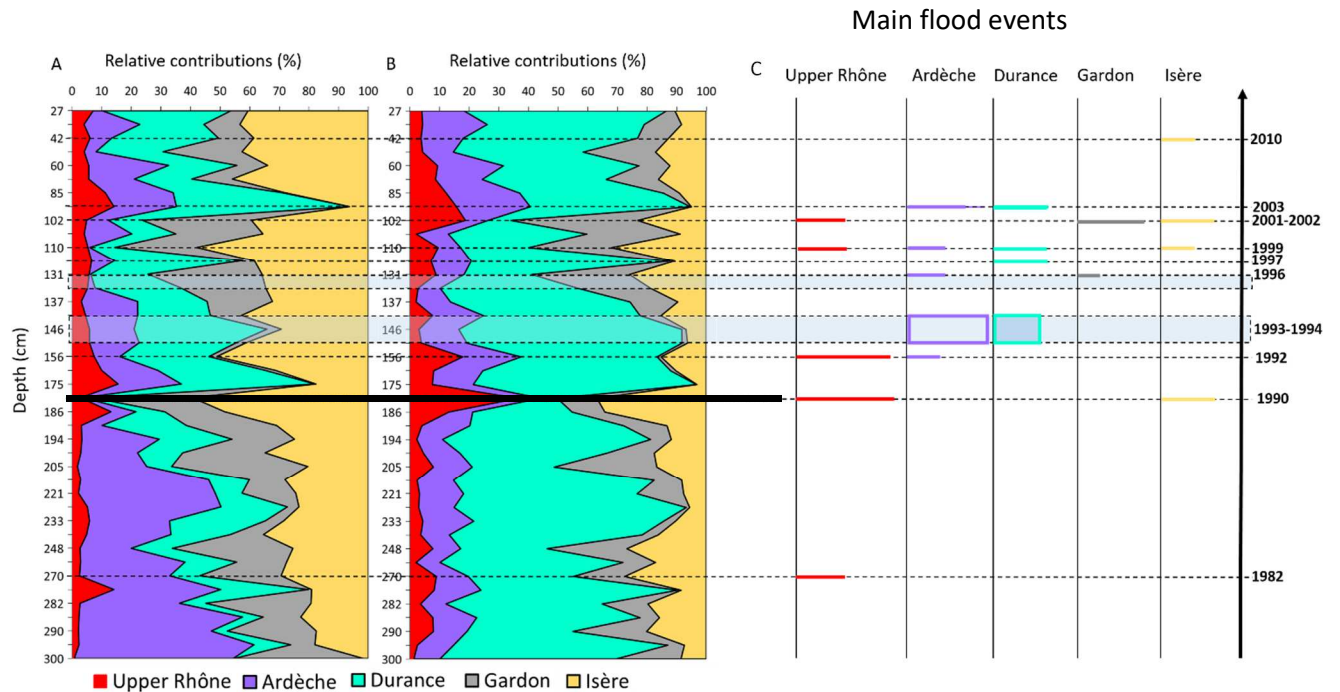 Main flood events
A Relative contributions (%) B Relative contributions (%) C Upper Rhône Ardèche Durance Gardon Isère
0 10 20 30 40 50 60 70 80 90 100 0 10 20 30 40 50 60 70 80 90 100
Depth (cm)
27 27
42 42 2010
60 60
85 85
2003
102 102 2001-2002
110 110 1999
1997
131 131 1996
137 137
146 146 1993-1994
156 156 1992
175 175
1990
186 186
194 194
205 205
221 221
233 233
248 248
270 270 1982
282 282
290 290
300 300
Upper Rhône Ardèche Durance Gardon Isère